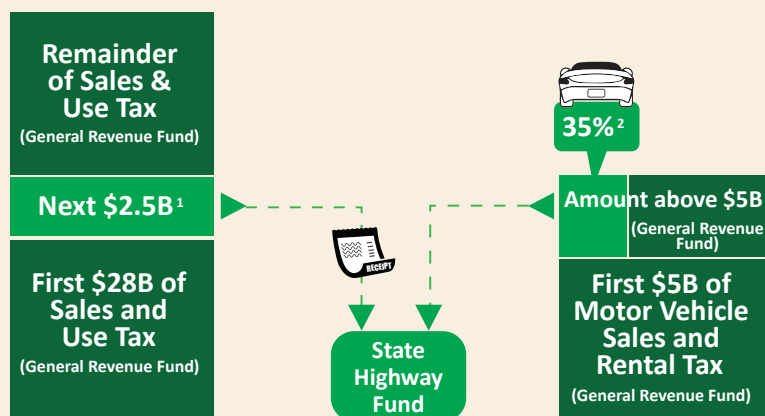 Remainder
of Sales &
Use Tax
(General Revenue Fund)
Next $2.5B¹
First $28B of
Sales and
Use Tax
(General Revenue Fund)
RECEIPT
State
Highway
Fund
35%²
Amount above $5B
(General Revenue
Fund)
First $5B of
Motor Vehicle
Sales and
Rental Tax
(General Revenue Fund)